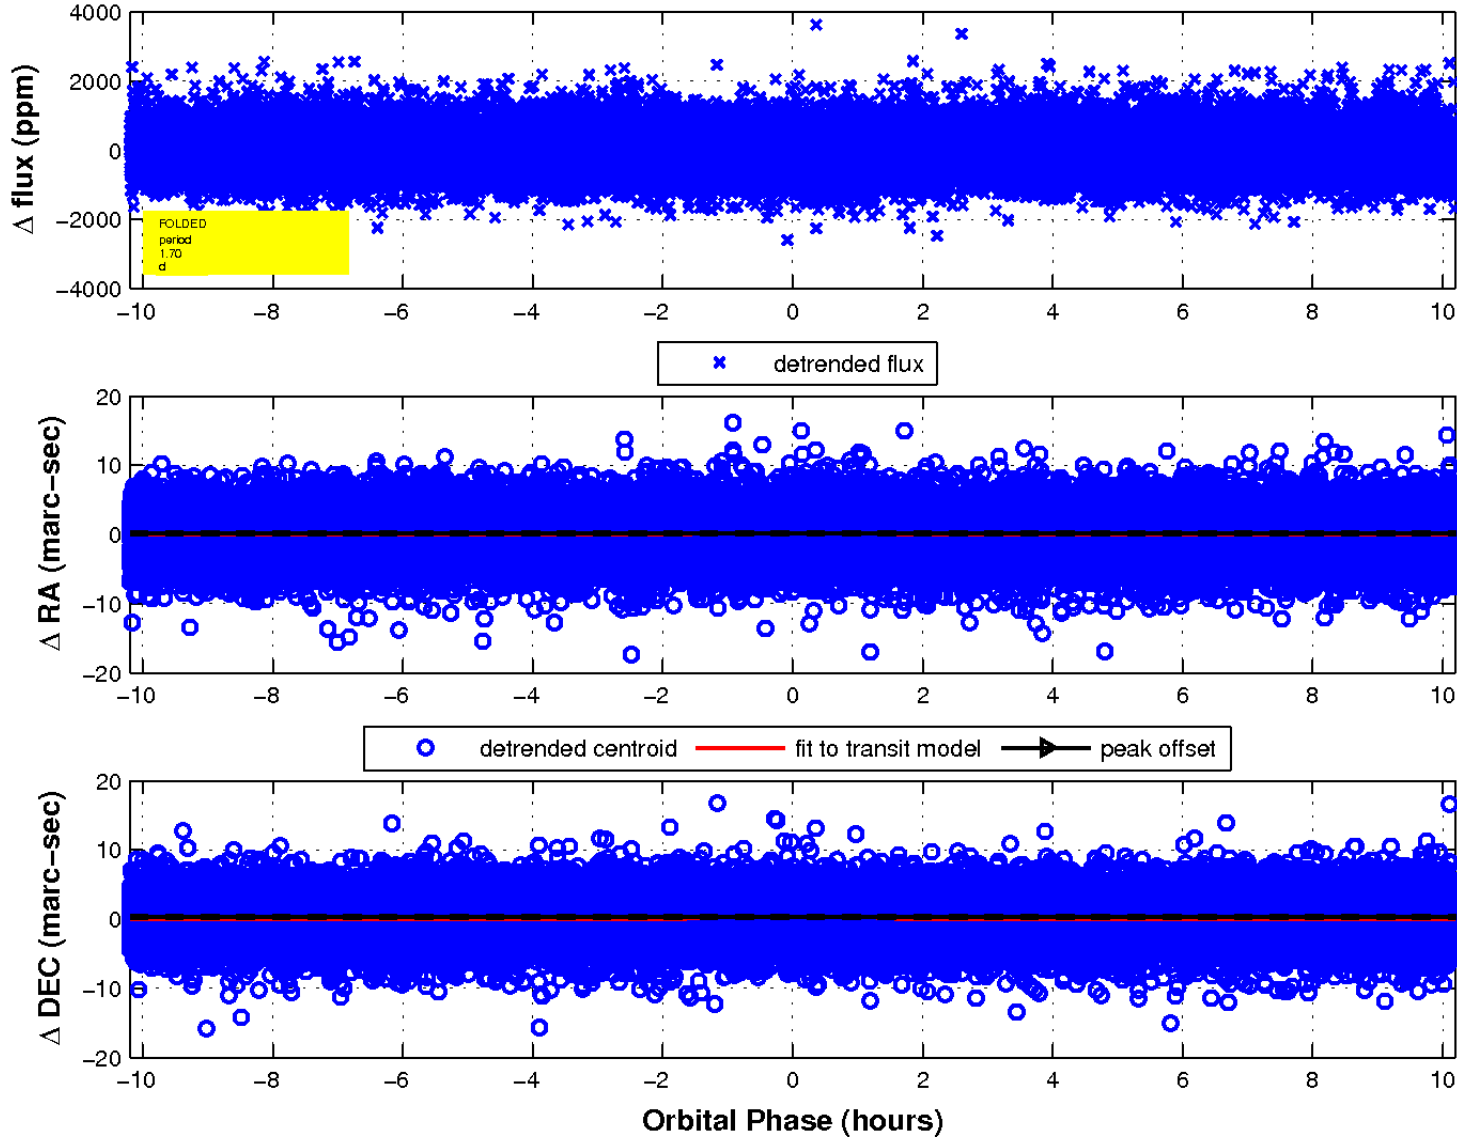 4000
2000
0
−2000
−4000
Δ flux (ppm)
FOLDED
period
1.70
d
−10 −8 −6 −4 −2 0 2 4 6 8 10
detrended flux
20
10
0
−10
−20
Δ RA (marc−sec)
−10 −8 −6 −4 −2 0 2 4 6 8 10
detrended centroid fit to transit model peak offset
20
10
0
−10
−20
Δ DEC (marc−sec)
−10 −8 −6 −4 −2 0 2 4 6 8 10
Orbital Phase (hours)